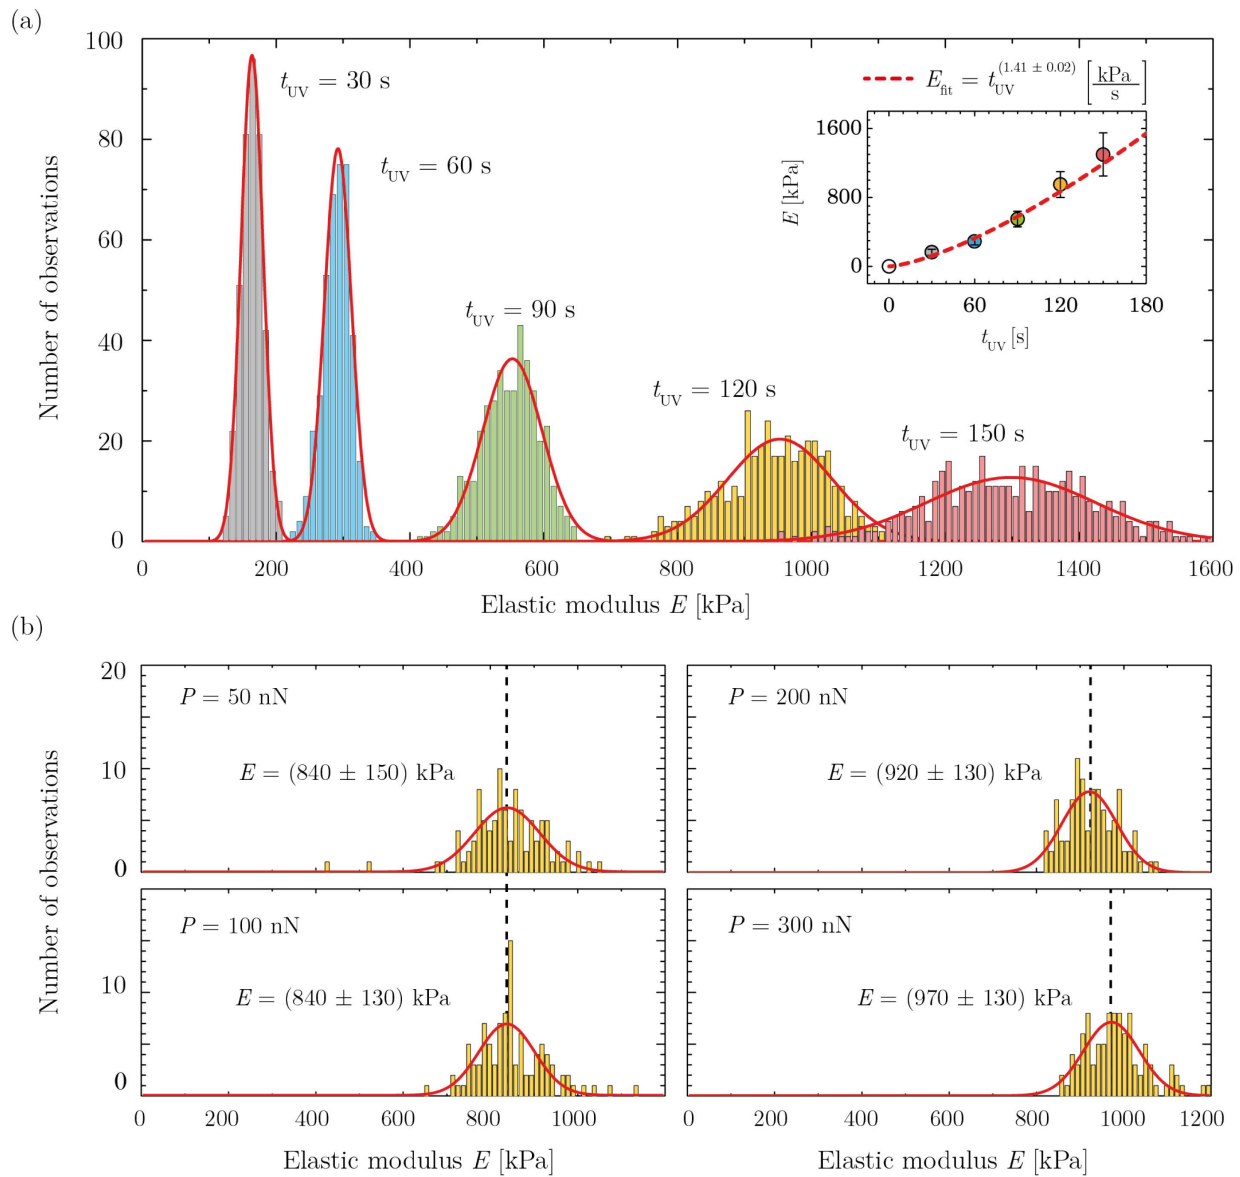 (a)
100
80
60
40
20
0
Number of observations
t_UV = 30 s
t_UV = 60 s
t_UV = 90 s
t_UV = 120 s
t_UV = 150 s
E_fit = t_UV^(1.41 ± 0.02) [kPa/s]
1600
800
0
E [kPa]
0 60 120 180
t_UV [s]
0 200 400 600 800 1000 1200 1400 1600
Elastic modulus E [kPa]
(b)
20
10
0
Number of observations
P = 50 nN
E = (840 ± 150) kPa
P = 200 nN
E = (920 ± 130) kPa
10
0
P = 100 nN
E = (840 ± 130) kPa
P = 300 nN
E = (970 ± 130) kPa
0 200 400 600 800 1000
0 200 400 600 800 1000 1200
Elastic modulus E [kPa]
Elastic modulus E [kPa]